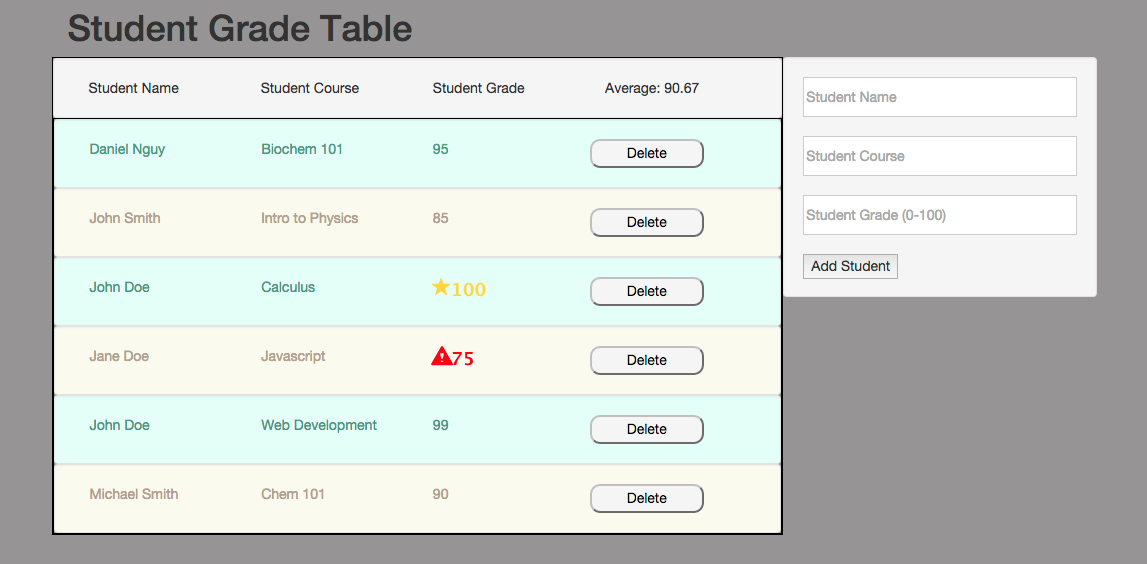 Student Grade Table
Student Name Student Course Student Grade Average: 90.67
Daniel Nguy Biochem 101 95 Delete
John Smith Intro to Physics 85 Delete
John Doe Calculus 100 Delete
Jane Doe Javascript 75 Delete
John Doe Web Development 99 Delete
Michael Smith Chem 101 90 Delete
Student Name
Student Course
Student Grade (0-100)
Add Student